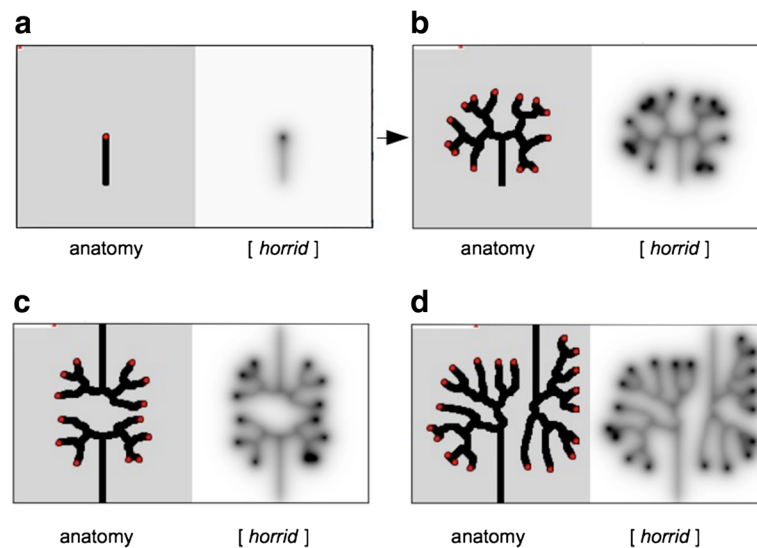 a
b
anatomy [ horrid ]
anatomy [ horrid ]
c
d
anatomy [ horrid ]
anatomy [ horrid ]